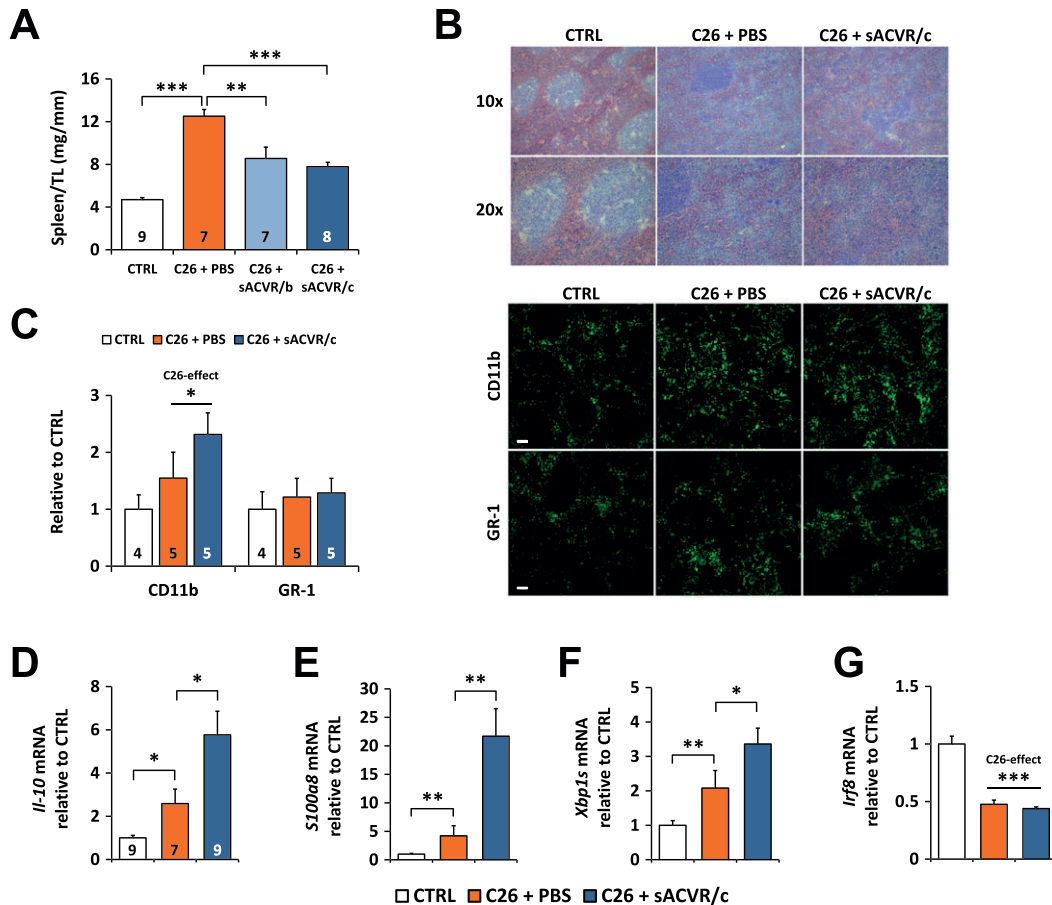 A
Spleen/TL (mg/mm)
16
12
8
4
0
***
***
**
9
7
7
8
CTRL
C26 + PBS
C26 +
sACVR/b
C26 +
sACVR/c
B
CTRL
C26 + PBS
C26 + sACVR/c
10x
20x
CTRL
C26 + PBS
C26 + sACVR/c
CD11b
GR-1
C
CTRL
C26 + PBS
C26 + sACVR/c
Relative to CTRL
3
2
1
0
C26-effect
*
4
5
5
4
5
5
CD11b
GR-1
D
Il-10 mRNA
relative to CTRL
8
6
4
2
0
*
*
9
7
9
E
S100a8 mRNA
relative to CTRL
30
25
20
15
10
5
0
**
**
F
Xbp1s mRNA
relative to CTRL
5
4
3
2
1
0
**
*
G
Irf8 mRNA
relative to CTRL
1.5
1
0.5
0
C26-effect
***
CTRL
C26 + PBS
C26 + sACVR/c